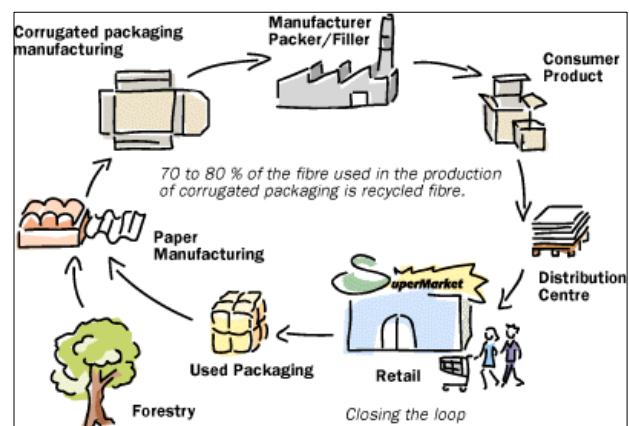 Corrugated packaging
manufacturing
Manufacturer
Packer/Filler
Consumer
Product
70 to 80 % of the fibre used in the production
of corrugated packaging is recycled fibre.
Paper
Manufacturing
Distribution
Centre
SuperMarket
Used Packaging
Retail
Forestry
Closing the loop